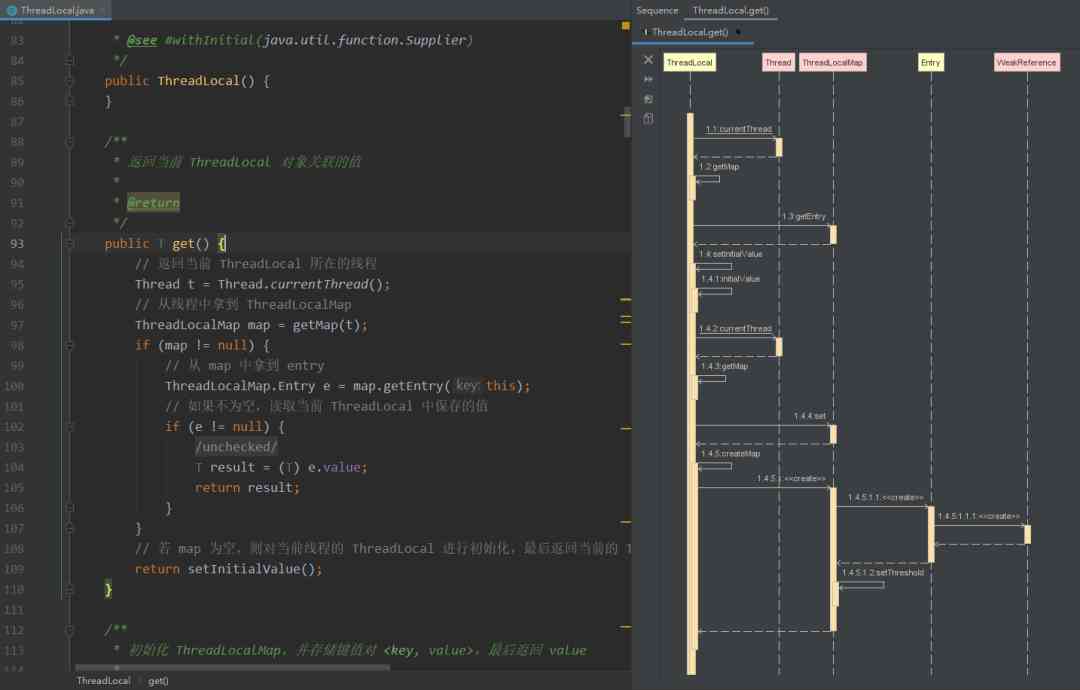 ThreadLocal.java
83 * @see #withInitial(java.util.function.Supplier)
84 */
85 public ThreadLocal() {
86 }
87
88 /**
89 * 返回当前 ThreadLocal 对象关联的值
90 *
91 * @return
92 */
93 public T get() {
94 // 返回当前 ThreadLocal 所在的线程
95 Thread t = Thread.currentThread();
96 // 从线程中拿到 ThreadLocalMap
97 ThreadLocalMap map = getMap(t);
98 if (map != null) {
99 // 从 map 中拿到 entry
100 ThreadLocalMap.Entry e = map.getEntry( key: this);
101 // 如果不为空，读取当前 ThreadLocal 中保存的值
102 if (e != null) {
103 /unchecked/
104 T result = (T) e.value;
105 return result;
106 }
107 }
108 // 若 map 为空，则对当前线程的 ThreadLocal 进行初始化，最后返回当前的 T
109 return setInitialValue();
110 }
111
112 /**
113 * 初始化 ThreadLocalMap，并存储键值对 <key, value>，最后返回 value
ThreadLocal get()
Sequence ThreadLocal.get()
ThreadLocal.get()
ThreadLocal Thread ThreadLocalMap Entry WeakReference
1.1:currentThread
1.2:getMap
1.3:getEntry
1.4:setInitialValue
1.4.1:initialValue
1.4.2:currentThread
1.4.3:getMap
1.4.4:set
1.4.5:createMap
1.4.5.1:<<create>>
1.4.5.1.1:<<create>>
1.4.5.1.1.1:<<create>>
1.4.5.1.2:setThreshold